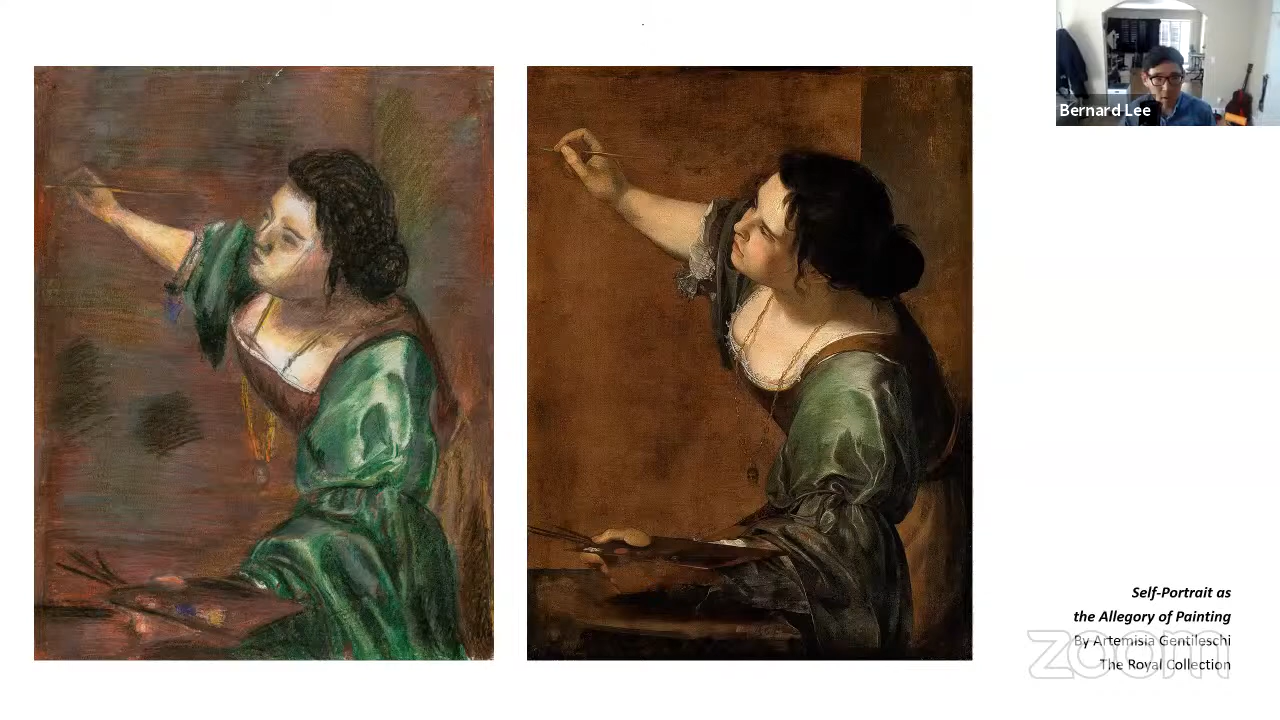 Bernard Lee
Self-Portrait as
the Allegory of Painting
By Artemisia Gentileschi
The Royal Collection
zoom